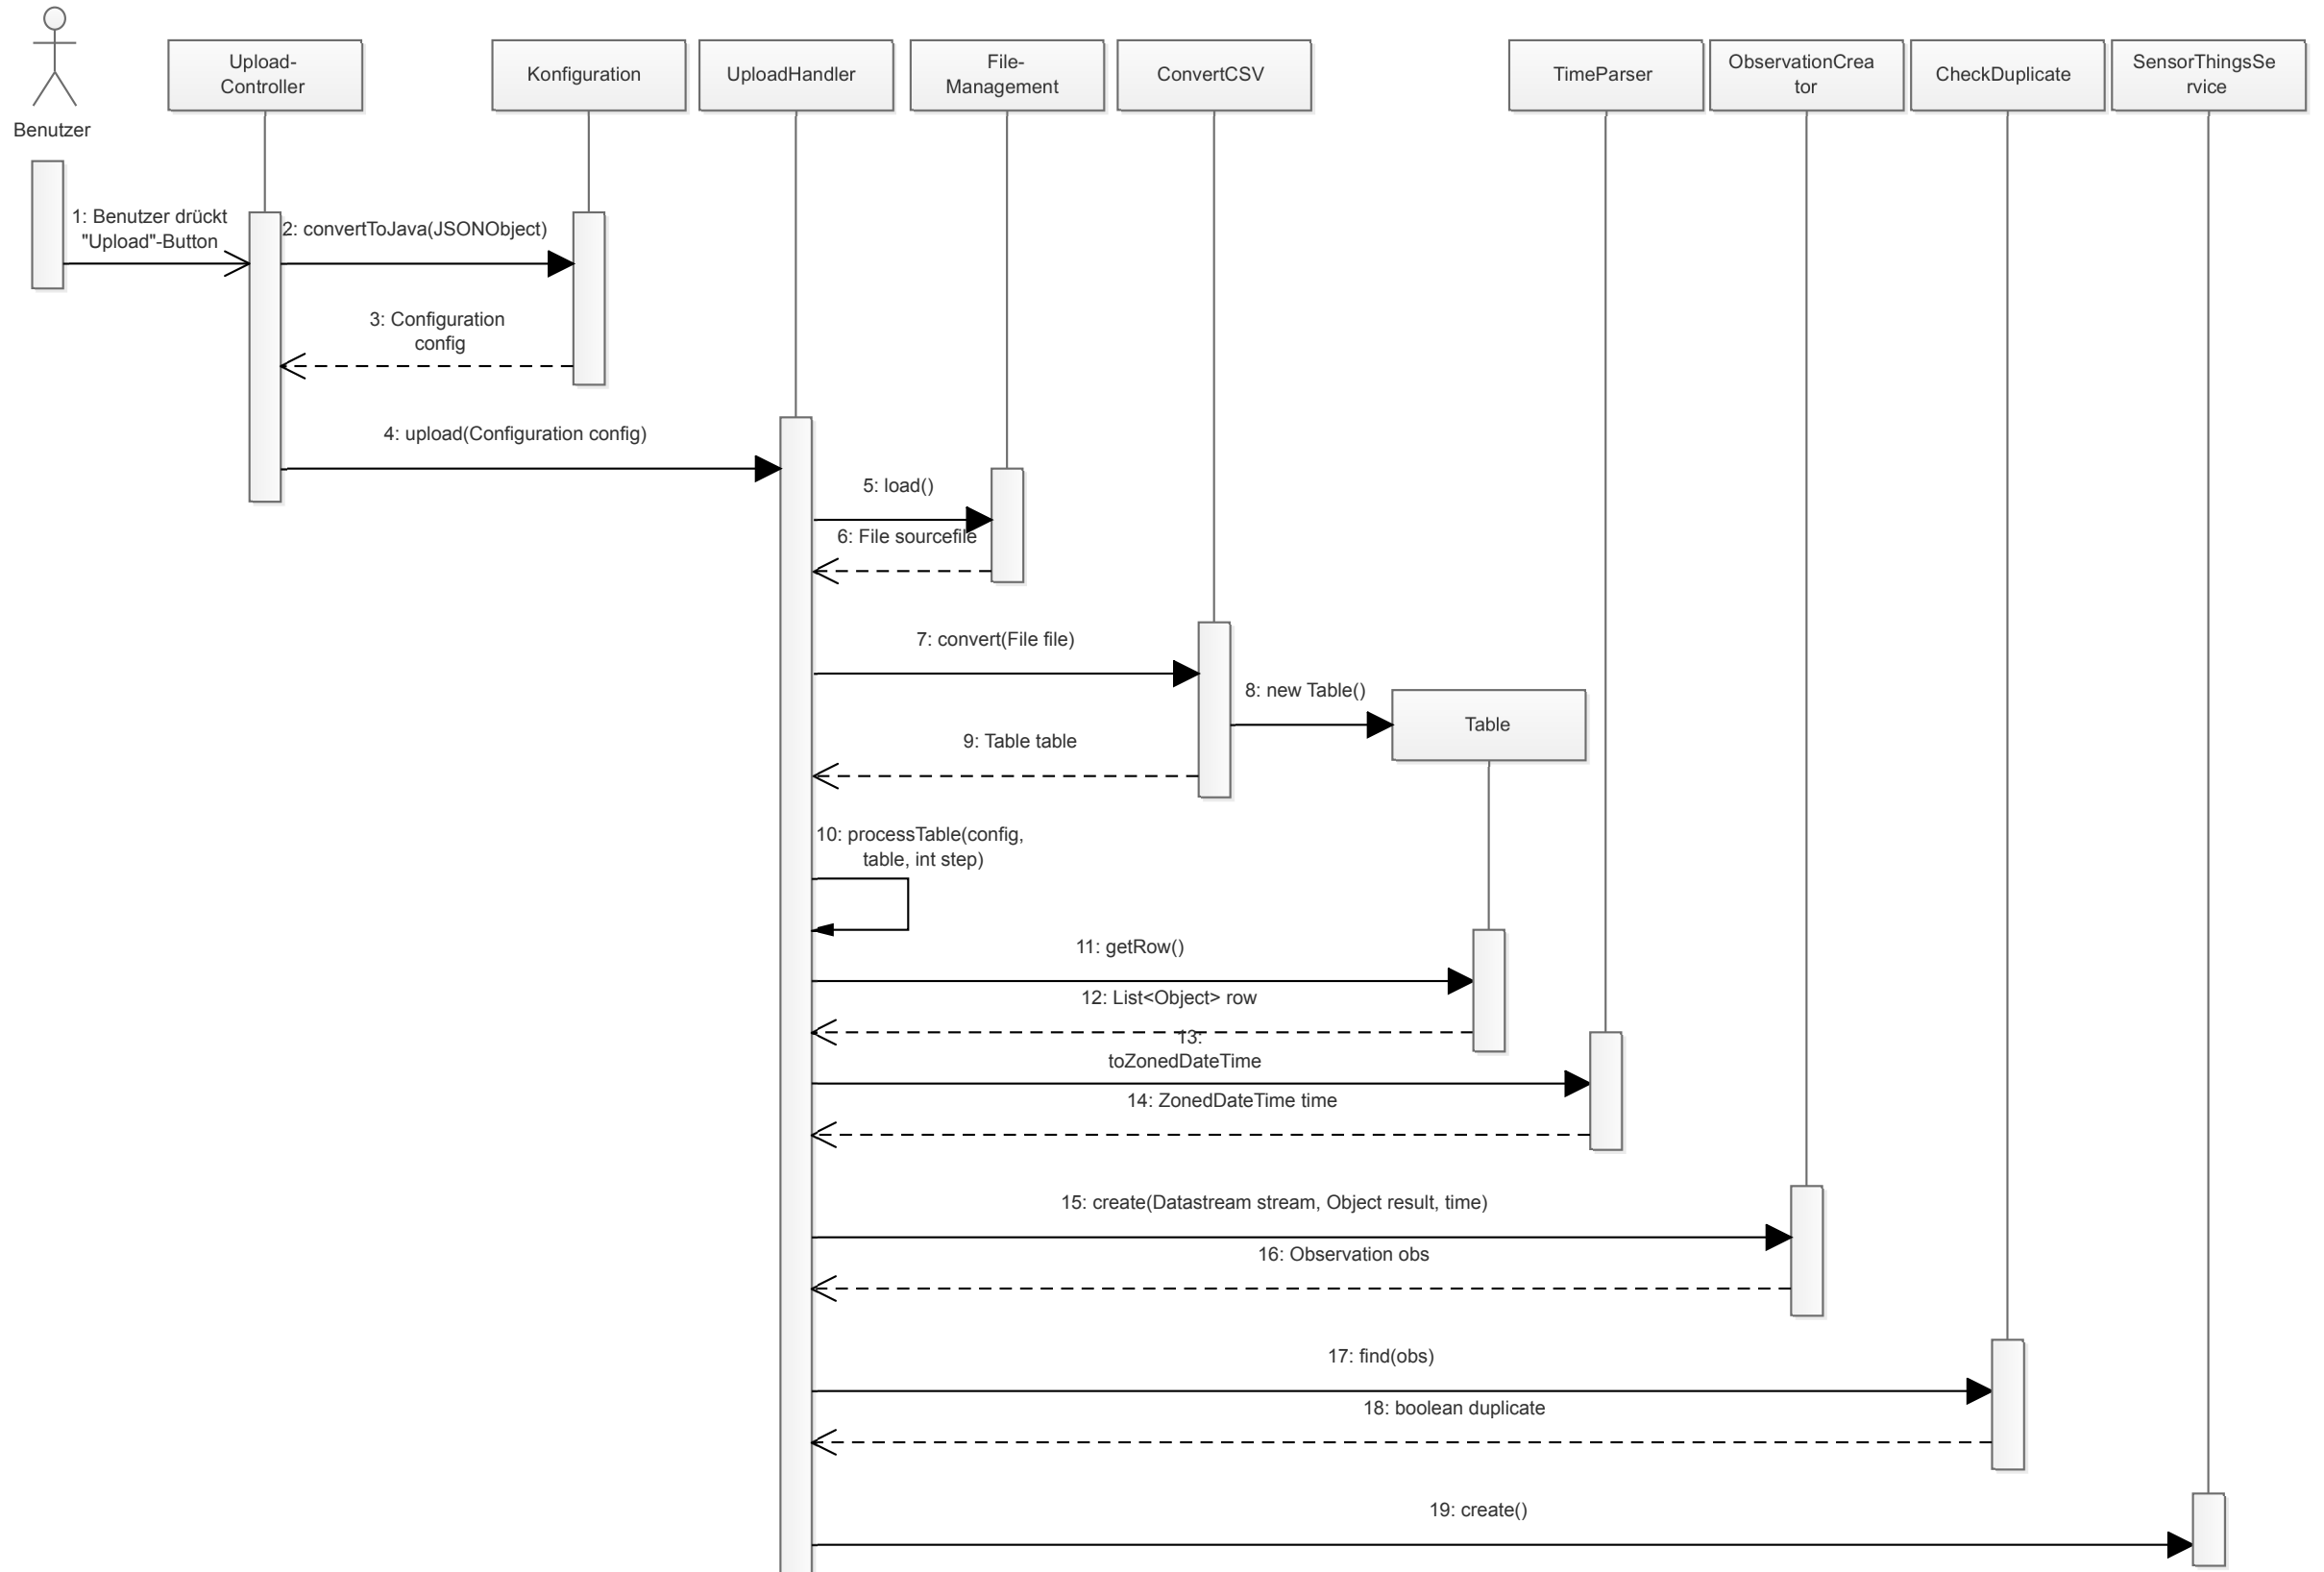 Benutzer
Upload-
Controller
Konfiguration
UploadHandler
File-
Management
ConvertCSV
TimeParser
ObservationCrea
tor
CheckDuplicate
SensorThingsSe
rvice
1: Benutzer drückt
"Upload"-Button
2: convertToJava(JSONObject)
3: Configuration
config
4: upload(Configuration config)
5: load()
6: File sourcefile
7: convert(File file)
8: new Table()
Table
9: Table table
10: processTable(config,
table, int step)
11: getRow()
12: List<Object> row
13:
toZonedDateTime
14: ZonedDateTime time
15: create(Datastream stream, Object result, time)
16: Observation obs
17: find(obs)
18: boolean duplicate
19: create()